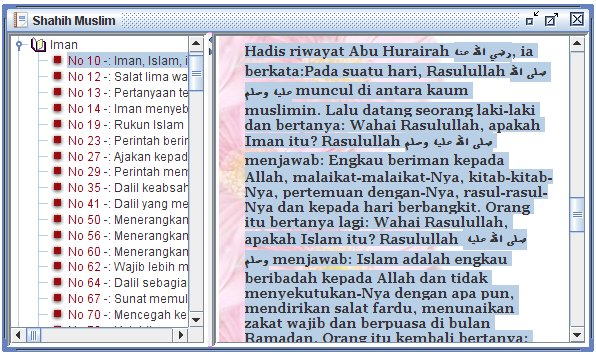 Shahih Muslim
Iman
No 10 -: Iman, Islam, i
No 12 -: Salat lima wa
No 13 -: Pertanyaan te
No 14 -: Iman menyeb
No 19 -: Rukun Islam
No 23 -: Perintah berin
No 27 -: Ajakan kepad
No 29 -: Perintah mem
No 35 -: Dalil keabsah
No 41 -: Dalil yang me
No 50 -: Menerangkan
No 56 -: Menerangkan
No 60 -: Menerangkan
No 62 -: Wajib lebih m
No 64 -: Dalil sebagia
No 67 -: Sunat memul
No 70 -: Mencegah ke
Hadis riwayat Abu Hurairah رضي الله عنه, ia
berkata:Pada suatu hari, Rasulullah صلى الله
عليه وسلم muncul di antara kaum
muslimin. Lalu datang seorang laki-laki
dan bertanya: Wahai Rasulullah, apakah
Iman itu? Rasulullah صلى الله عليه وسلم
menjawab: Engkau beriman kepada
Allah, malaikat-malaikat-Nya, kitab-kitab-
Nya, pertemuan dengan-Nya, rasul-rasul-
Nya dan kepada hari berbangkit. Orang
itu bertanya lagi: Wahai Rasulullah,
apakah Islam itu? Rasulullah صلى الله عليه
وسلم menjawab: Islam adalah engkau
beribadah kepada Allah dan tidak
menyekutukan-Nya dengan apa pun,
mendirikan salat fardu, menunaikan
zakat wajib dan berpuasa di bulan
Ramadan. Orang itu kembali bertanya: